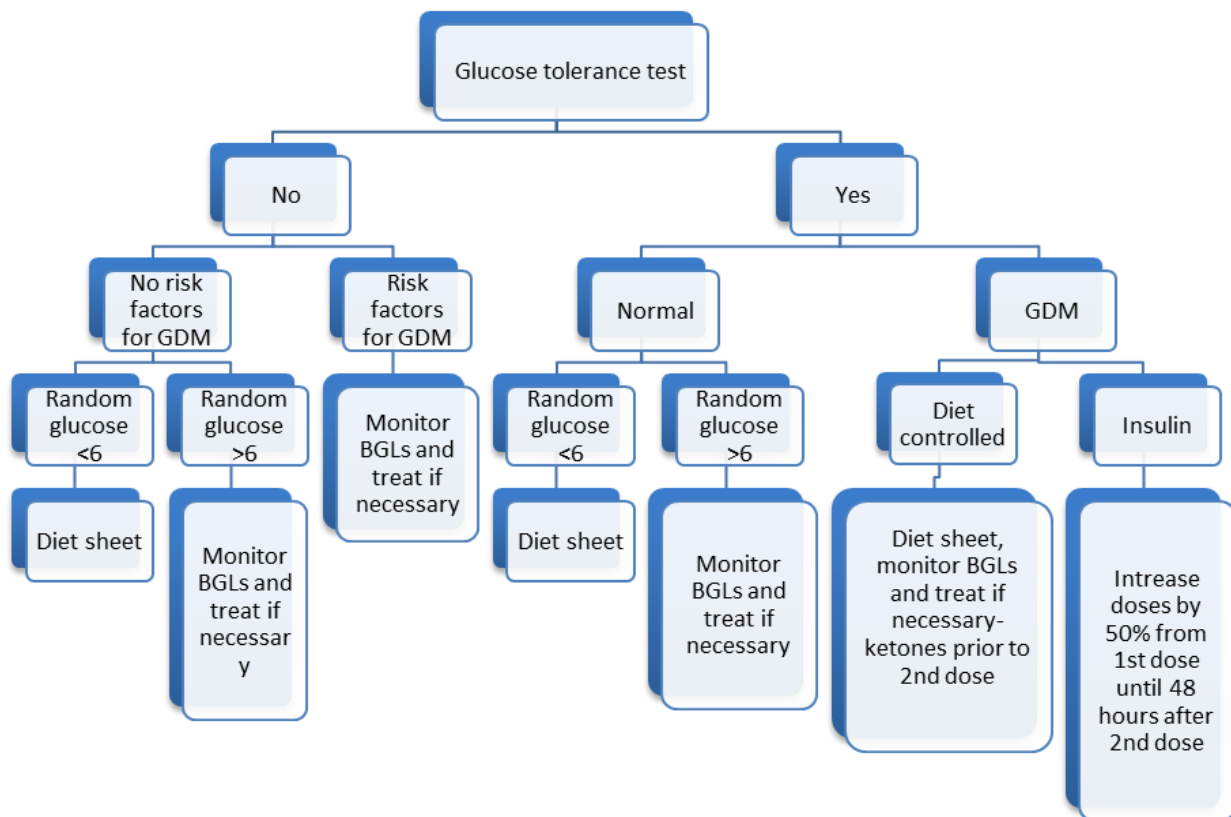 Glucose tolerance test
No
Yes
No risk
factors
for GDM
Risk
factors
for GDM
Normal
GDM
Random
glucose
<6
Random
glucose
>6
Monitor
BGLs and
treat if
necessary
Random
glucose
<6
Random
glucose
>6
Diet
controlled
Insulin
Diet sheet
Monitor
BGLs and
treat if
necessar
y
Diet sheet
Monitor
BGLs and
treat if
necessary
Diet sheet,
monitor BGLs
and treat if
necessary-
ketones prior to
2nd dose
Intrease
doses by
50% from
1st dose
until 48
hours after
2nd dose